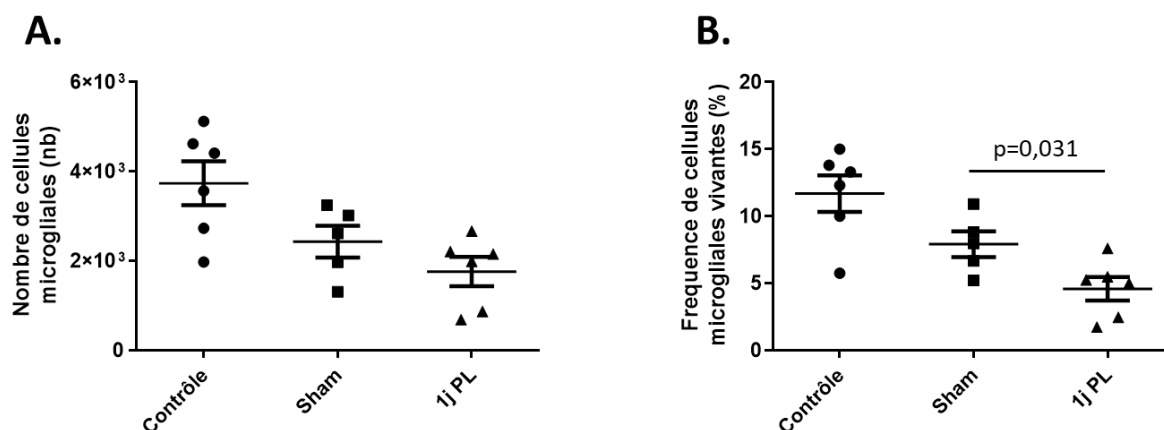 A.
Nombre de cellules
microgliales (nb)
6×10³
4×10³
2×10³
0
Contrôle
Sham
1j PL
B.
Frequence de cellules
microgliales vivantes (%)
20
15
10
5
0
p=0,031
Contrôle
Sham
1j PL